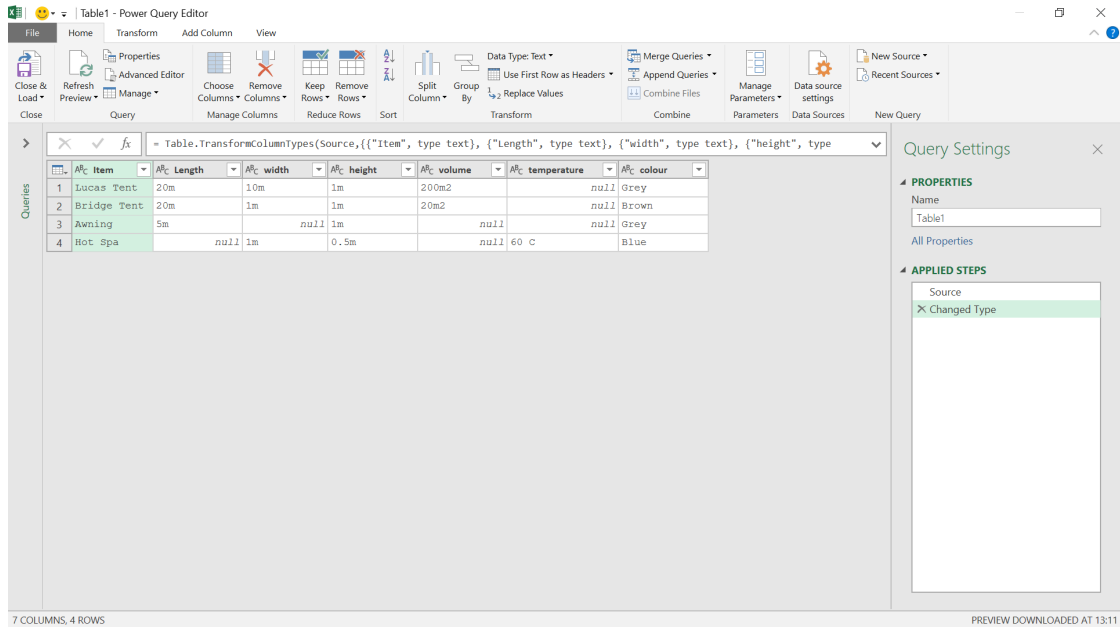 Table1 - Power Query Editor
File Home Transform Add Column View
Close & Load
Close
Refresh Preview
Properties
Advanced Editor
Manage
Query
Choose Columns
Remove Columns
Manage Columns
Keep Rows
Remove Rows
Reduce Rows
Sort
Split Column
Group By
Data Type: Text
Use First Row as Headers
Replace Values
Transform
Merge Queries
Append Queries
Combine Files
Combine
Manage Parameters
Parameters
Data source settings
Data Sources
New Source
Recent Sources
New Query
fx = Table.TransformColumnTypes(Source,{{"Item", type text}, {"Length", type text}, {"width", type text}, {"height", type
Queries
Item Length width height volume temperature colour
1 Lucas Tent 20m 10m 1m 200m2 null Grey
2 Bridge Tent 20m 1m 1m 20m2 null Brown
3 Awning 5m null 1m null null Grey
4 Hot Spa null 1m 0.5m null 60 C Blue
Query Settings
PROPERTIES
Name
Table1
All Properties
APPLIED STEPS
Source
Changed Type
7 COLUMNS, 4 ROWS
PREVIEW DOWNLOADED AT 13:11